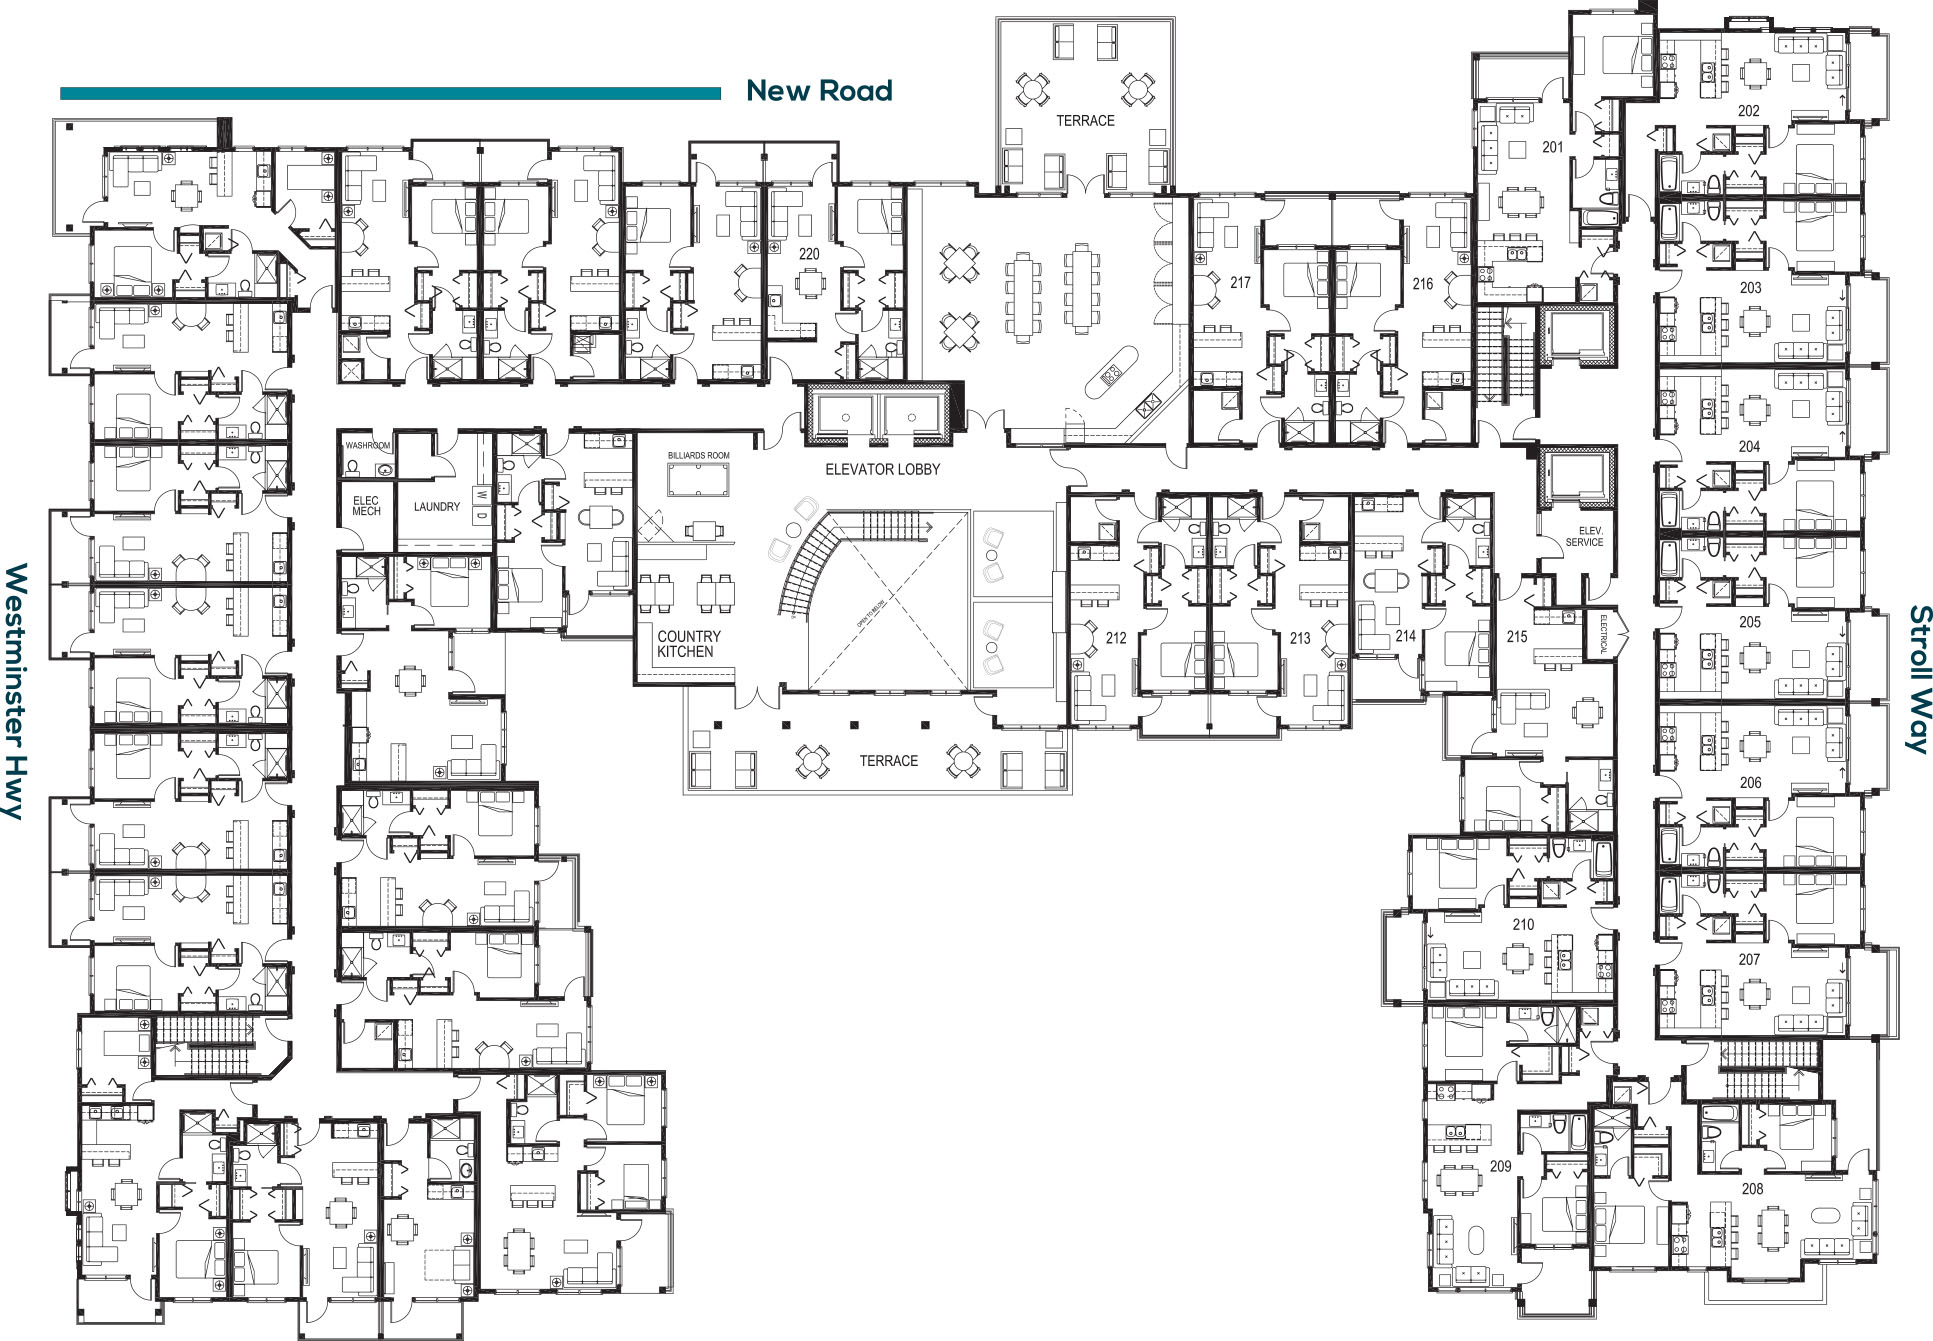 New Road
TERRACE
202
201
220
217
216
203
WASHROOM
BILLIARDS ROOM
ELEVATOR LOBBY
204
ELEC
MECH
LAUNDRY
W
D
ELEV.
SERVICE
OPEN TO BELOW
COUNTRY
KITCHEN
212
213
214
215
ELECTRICAL
205
Westminster Hwy
Stroll Way
TERRACE
206
210
207
209
208